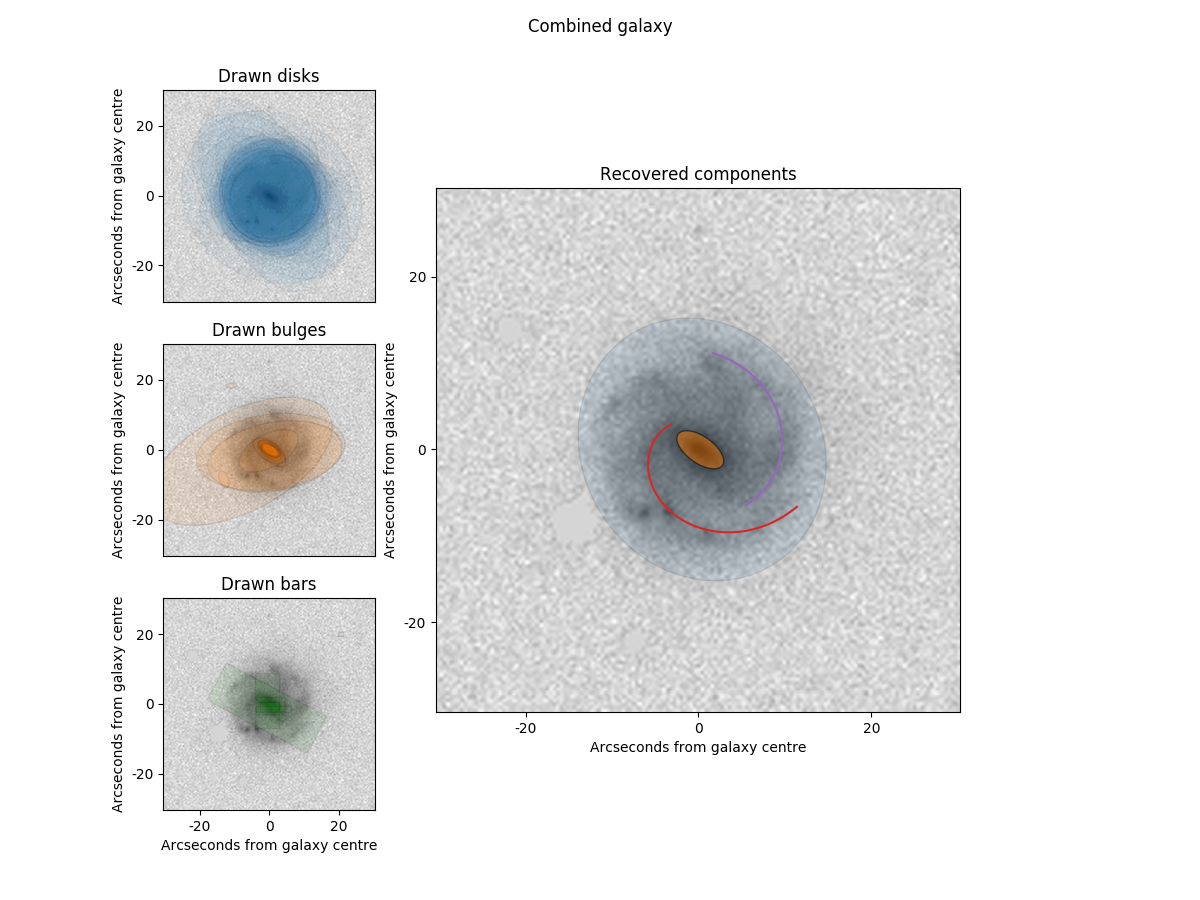 Combined galaxy
Drawn disks
Arcseconds from galaxy centre
20
0
-20
Drawn bulges
Arcseconds from galaxy centre
20
0
-20
Drawn bars
Arcseconds from galaxy centre
20
0
-20
-20 0 20
Arcseconds from galaxy centre
Recovered components
Arcseconds from galaxy centre
20
0
-20
-20 0 20
Arcseconds from galaxy centre